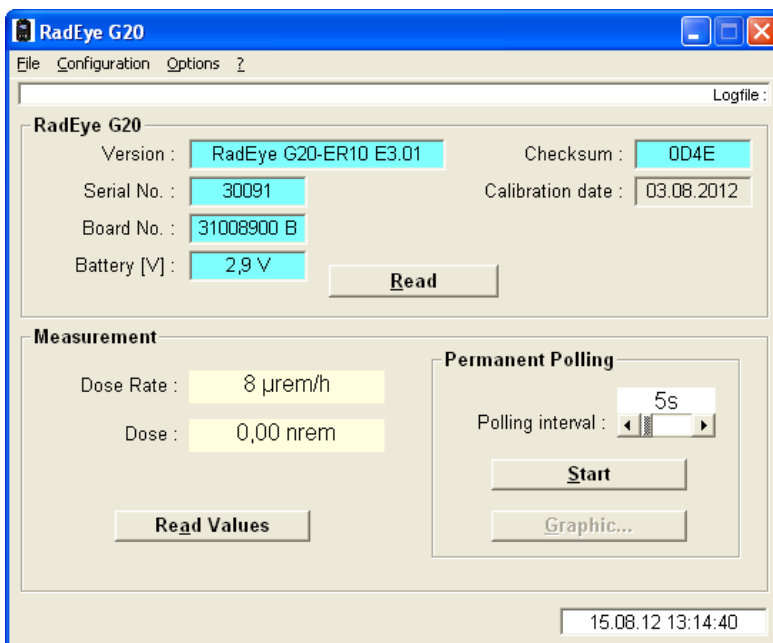 RadEye G20
File Configuration Options ?
Logfile :
RadEye G20
Version : RadEye G20-ER10 E3.01 Checksum : 0D4E
Serial No. : 30091 Calibration date : 03.08.2012
Board No. : 31008900 B
Battery [V] : 2,9 V Read
Measurement
Permanent Polling
Dose Rate : 8 µrem/h
5s
Polling interval :
Dose : 0,00 nrem
Start
Read Values Graphic...
15.08.12 13:14:40